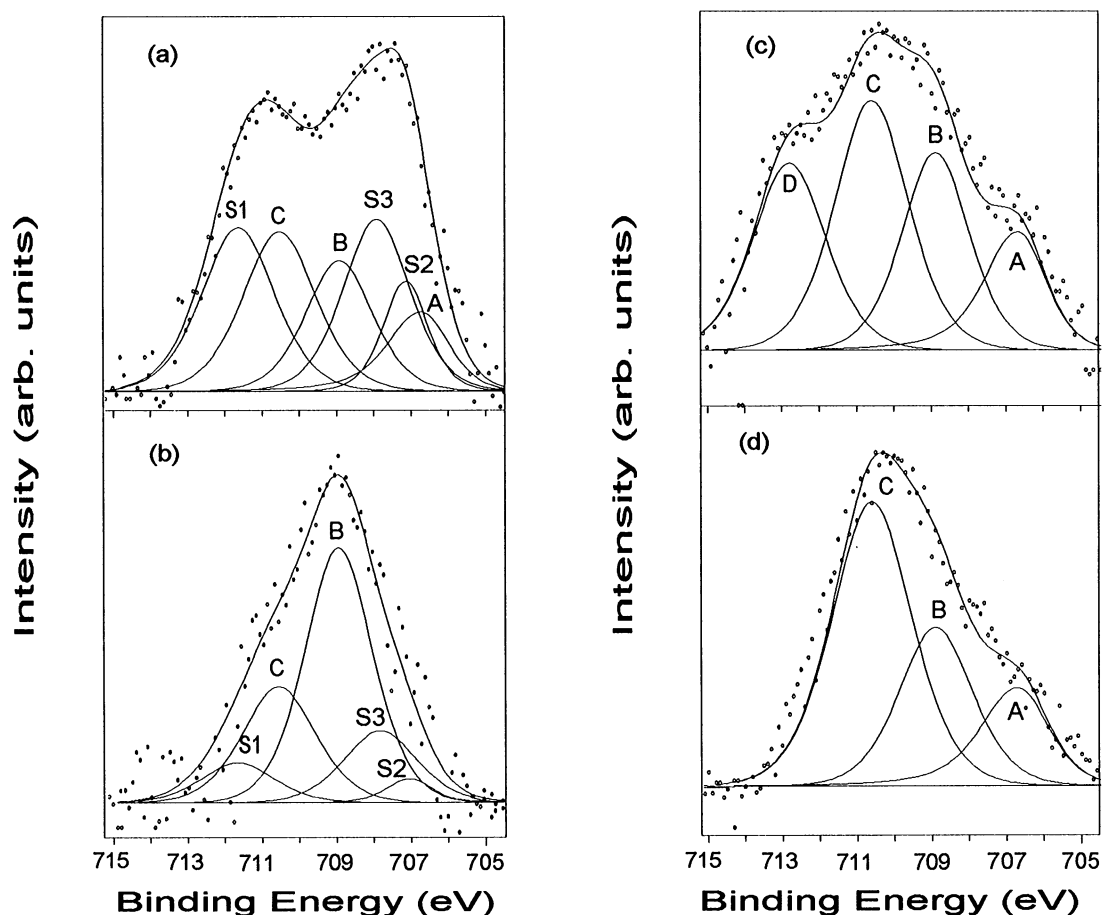 (a)
S1
C
B
S3
S2
A
(b)
C
S1
B
S3
S2
715 713 711 709 707 705
Binding Energy (eV)
Intensity (arb. units)
(c)
D
C
B
A
(d)
C
B
A
715 713 711 709 707 705
Binding Energy (eV)
Intensity (arb. units)